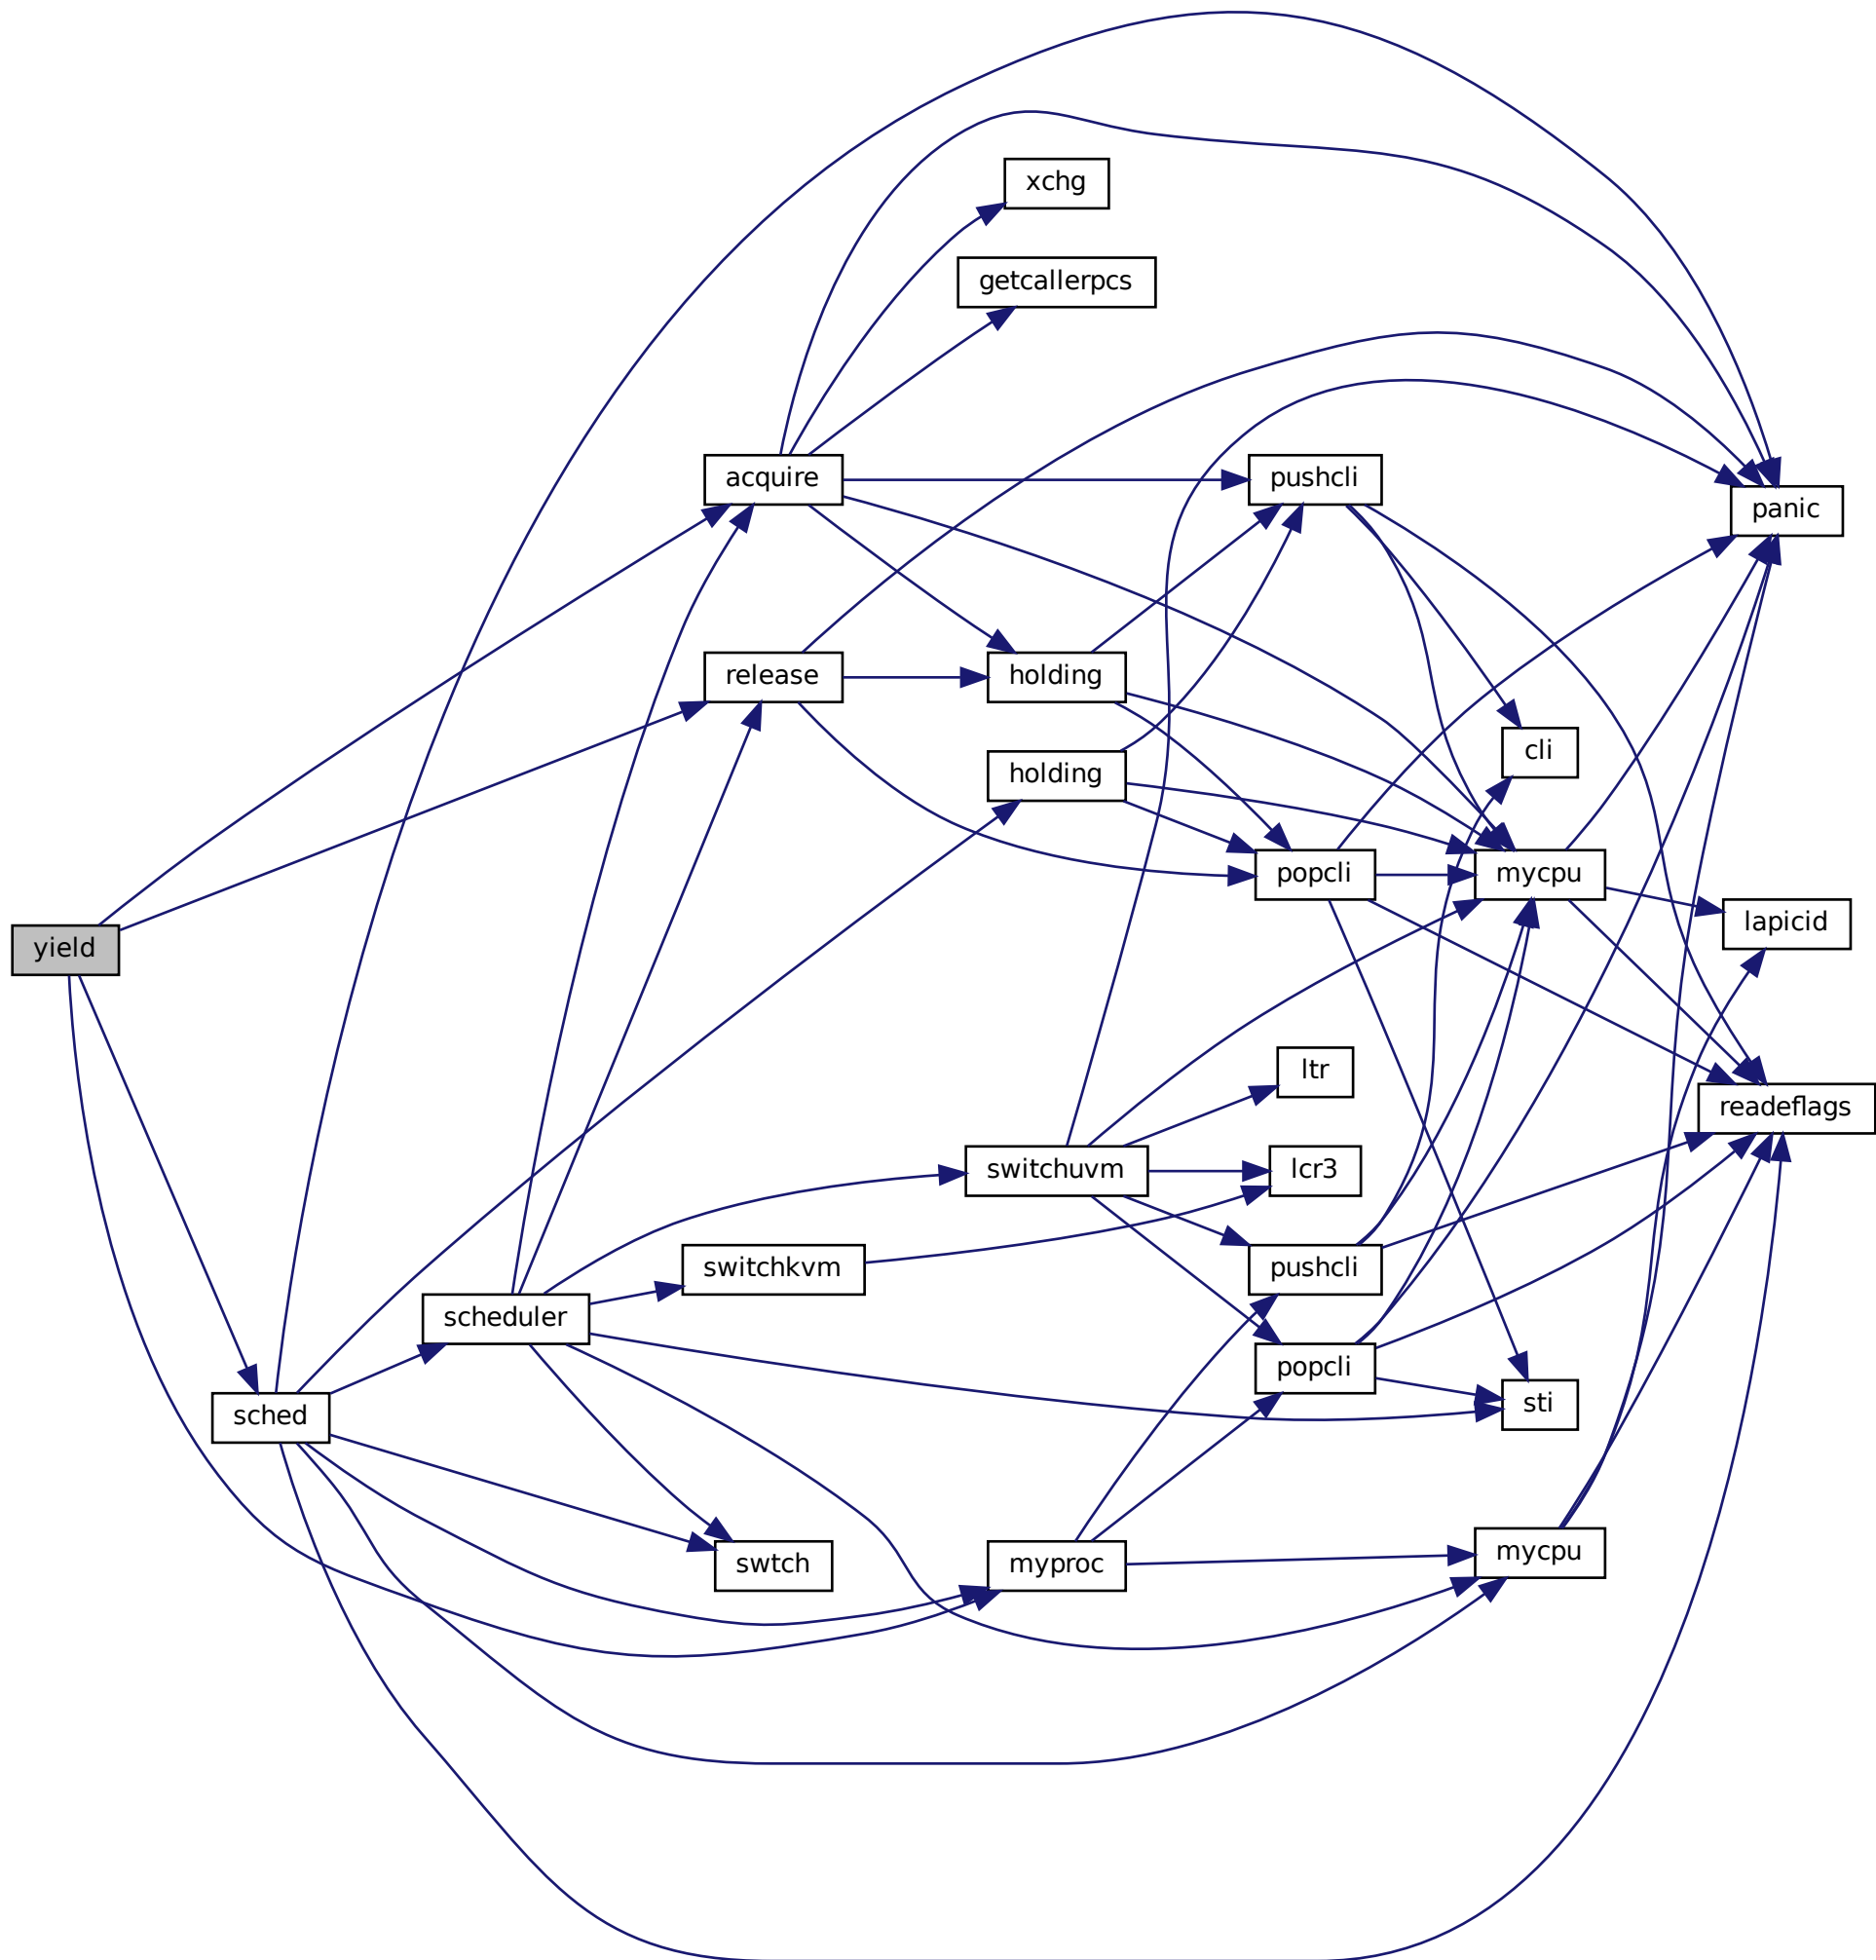 xchg
getcallerpcs
acquire
pushcli
panic
release
holding
cli
holding
popcli
mycpu
lapicid
yield
ltr
readeflags
switchuvm
lcr3
switchkvm
pushcli
scheduler
popcli
sched
sti
swtch
myproc
mycpu